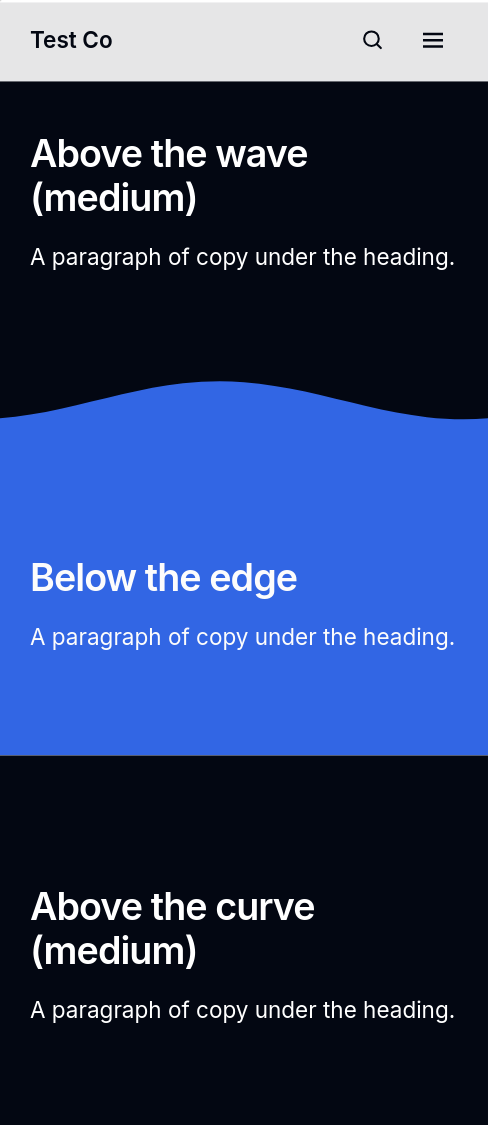 Test Co
Above the wave
(medium)
A paragraph of copy under the heading.
Below the edge
A paragraph of copy under the heading.
Above the curve
(medium)
A paragraph of copy under the heading.